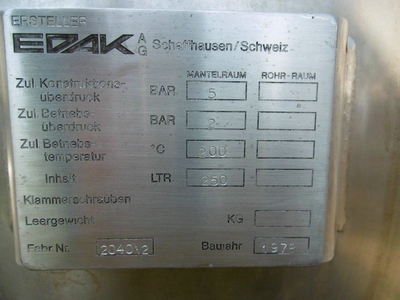 ERSTELLER
EDAK AG Schaffhausen/Schweiz
MANTELRAUM ROHR-RAUM
Zul Konstruktions-
überdruck BAR 5
Zul Betriebs-
überdruck BAR
Zul Betriebs-
temperatur °C 200
Inhalt LTR 250
Klammerschrauben
Leergewicht KG
Fabr Nr. Baujahr